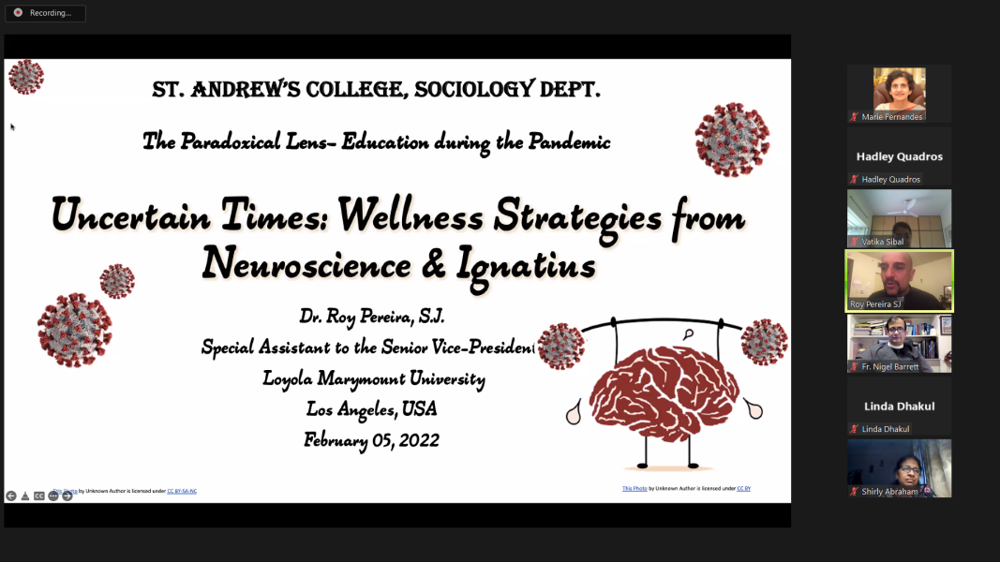 Recording...
ST. ANDREW'S COLLEGE, SOCIOLOGY DEPT.
The Paradoxical Lens- Education during the Pandemic
Uncertain Times: Wellness Strategies from
Neuroscience & Ignatius
Dr. Roy Pereira, S.J.
Special Assistant to the Senior Vice-President
Loyola Marymount University
Los Angeles, USA
February 05, 2022
This Photo by Unknown Author is licensed under CC BY-SA-NC
This Photo by Unknown Author is licensed under CC BY
CC
Marie Fernandes
Hadley Quadros
Hadley Quadros
Vatika Sibal
Roy Pereira SJ
Fr. Nigel Barrett
Linda Dhakul
Linda Dhakul
Shirly Abraham